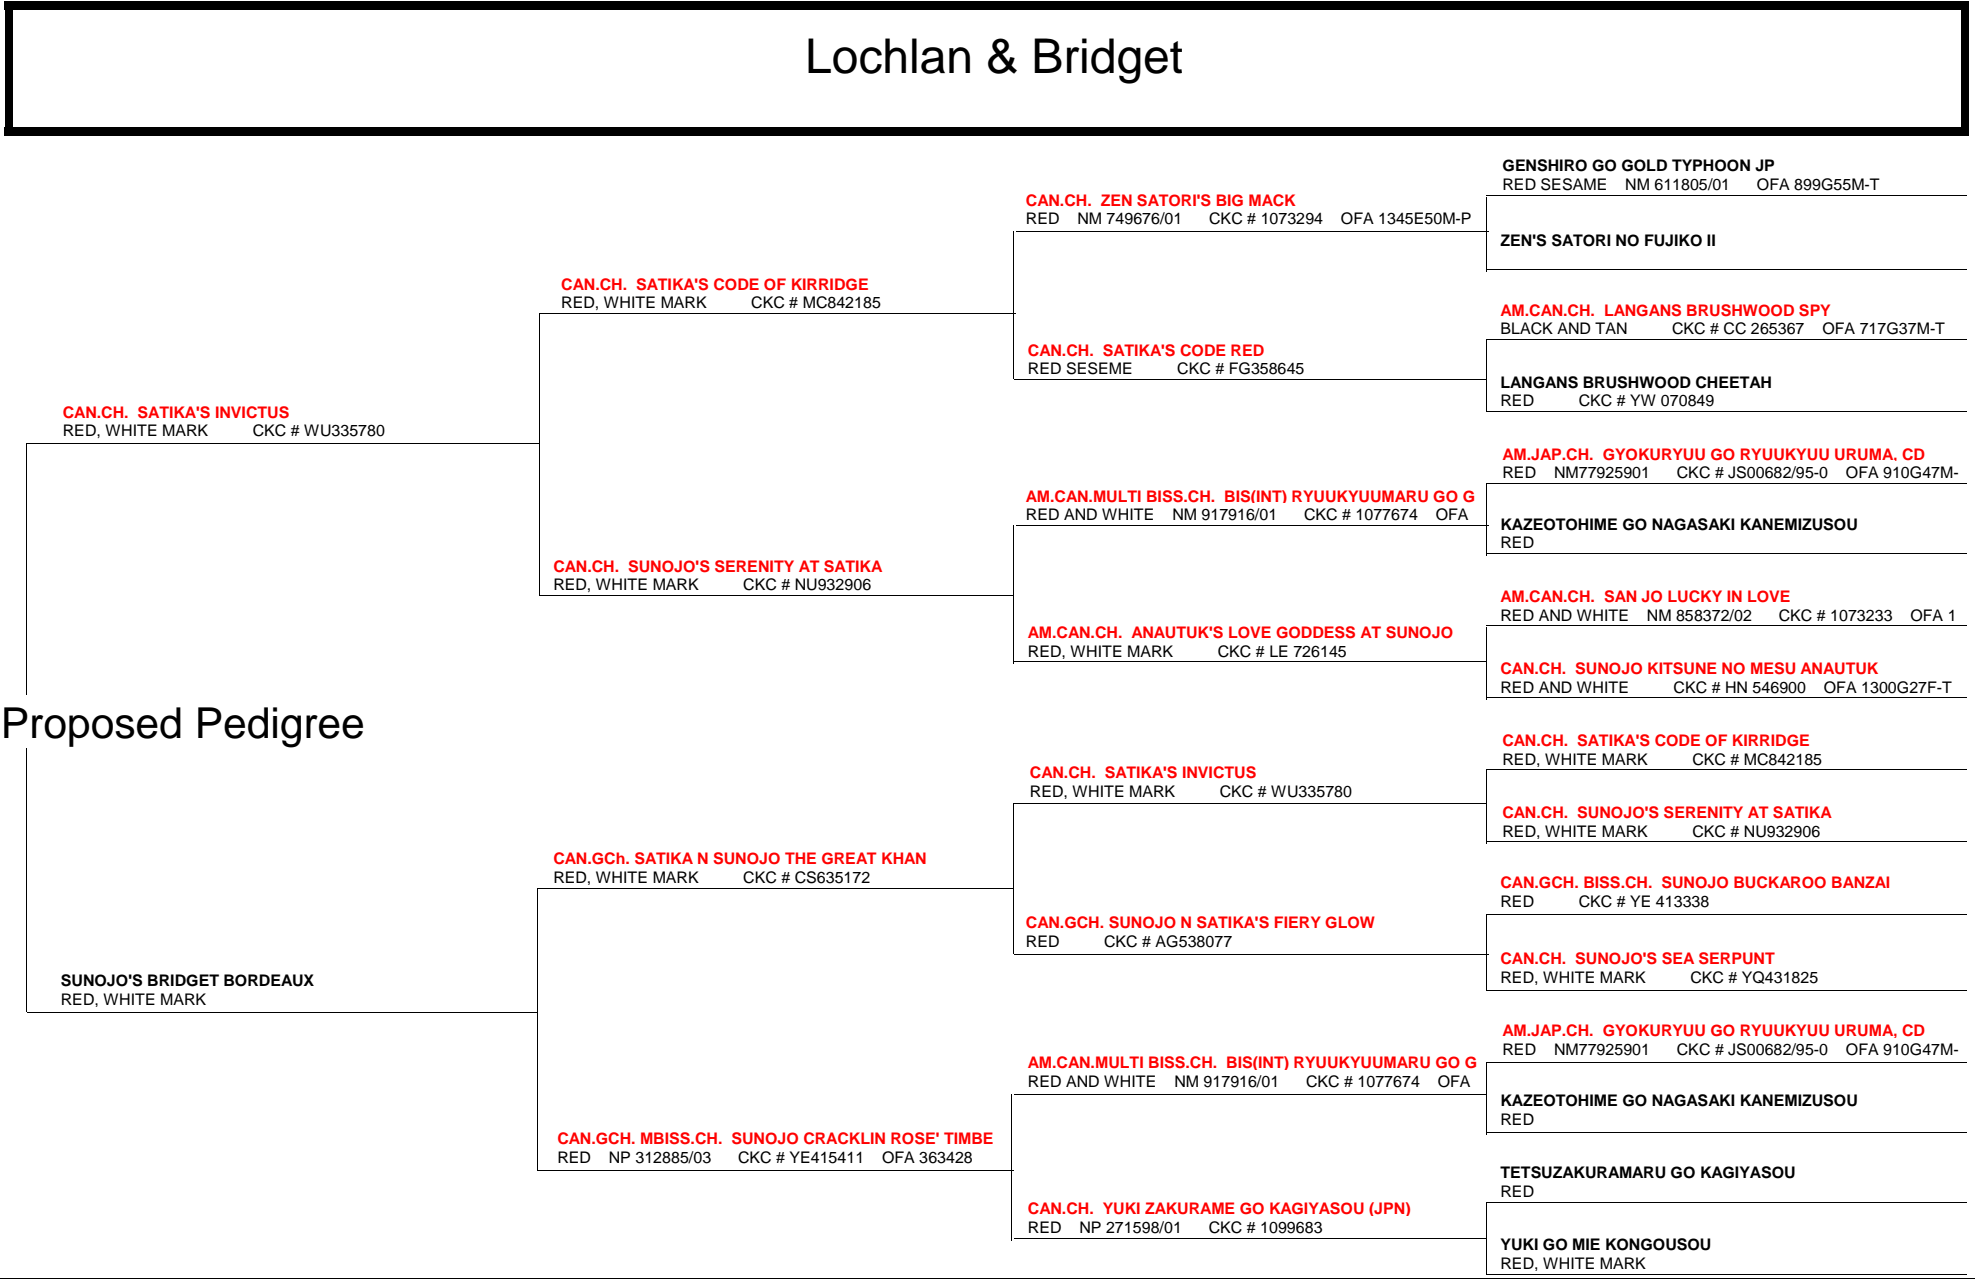 Lochlan & Bridget
GENSHIRO GO GOLD TYPHOON JP
RED SESAME NM 611805/01 OFA 899G55M-T
CAN.CH. ZEN SATORI'S BIG MACK
RED NM 749676/01 CKC # 1073294 OFA 1345E50M-P
ZEN'S SATORI NO FUJIKO II
CAN.CH. SATIKA'S CODE OF KIRRIDGE
RED, WHITE MARK CKC # MC842185
AM.CAN.CH. LANGANS BRUSHWOOD SPY
BLACK AND TAN CKC # CC 265367 OFA 717G37M-T
CAN.CH. SATIKA'S CODE RED
RED SESEME CKC # FG358645
LANGANS BRUSHWOOD CHEETAH
RED CKC # YW 070849
CAN.CH. SATIKA'S INVICTUS
RED, WHITE MARK CKC # WU335780
AM.JAP.CH. GYOKURYUU GO RYUUKYUU URUMA, CD
RED NM77925901 CKC # JS00682/95-0 OFA 910G47M-
AM.CAN.MULTI BISS.CH. BIS(INT) RYUUKYUUMARU GO G
RED AND WHITE NM 917916/01 CKC # 1077674 OFA
KAZEOTOHIME GO NAGASAKI KANEMIZUSOU
RED
CAN.CH. SUNOJO'S SERENITY AT SATIKA
RED, WHITE MARK CKC # NU932906
AM.CAN.CH. SAN JO LUCKY IN LOVE
RED AND WHITE NM 858372/02 CKC # 1073233 OFA 1
AM.CAN.CH. ANAUTUK'S LOVE GODDESS AT SUNOJO
RED, WHITE MARK CKC # LE 726145
CAN.CH. SUNOJO KITSUNE NO MESU ANAUTUK
RED AND WHITE CKC # HN 546900 OFA 1300G27F-T
Proposed Pedigree
CAN.CH. SATIKA'S CODE OF KIRRIDGE
RED, WHITE MARK CKC # MC842185
CAN.CH. SATIKA'S INVICTUS
RED, WHITE MARK CKC # WU335780
CAN.CH. SUNOJO'S SERENITY AT SATIKA
RED, WHITE MARK CKC # NU932906
CAN.GCh. SATIKA N SUNOJO THE GREAT KHAN
RED, WHITE MARK CKC # CS635172
CAN.GCH. BISS.CH. SUNOJO BUCKAROO BANZAI
RED CKC # YE 413338
CAN.GCH. SUNOJO N SATIKA'S FIERY GLOW
RED CKC # AG538077
CAN.CH. SUNOJO'S SEA SERPUNT
RED, WHITE MARK CKC # YQ431825
SUNOJO'S BRIDGET BORDEAUX
RED, WHITE MARK
AM.JAP.CH. GYOKURYUU GO RYUUKYUU URUMA, CD
RED NM77925901 CKC # JS00682/95-0 OFA 910G47M-
AM.CAN.MULTI BISS.CH. BIS(INT) RYUUKYUUMARU GO G
RED AND WHITE NM 917916/01 CKC # 1077674 OFA
KAZEOTOHIME GO NAGASAKI KANEMIZUSOU
RED
CAN.GCH. MBISS.CH. SUNOJO CRACKLIN ROSE' TIMBE
RED NP 312885/03 CKC # YE415411 OFA 363428
TETSUZAKURAMARU GO KAGIYASOU
RED
CAN.CH. YUKI ZAKURAME GO KAGIYASOU (JPN)
RED NP 271598/01 CKC # 1099683
YUKI GO MIE KONGOUSOU
RED, WHITE MARK